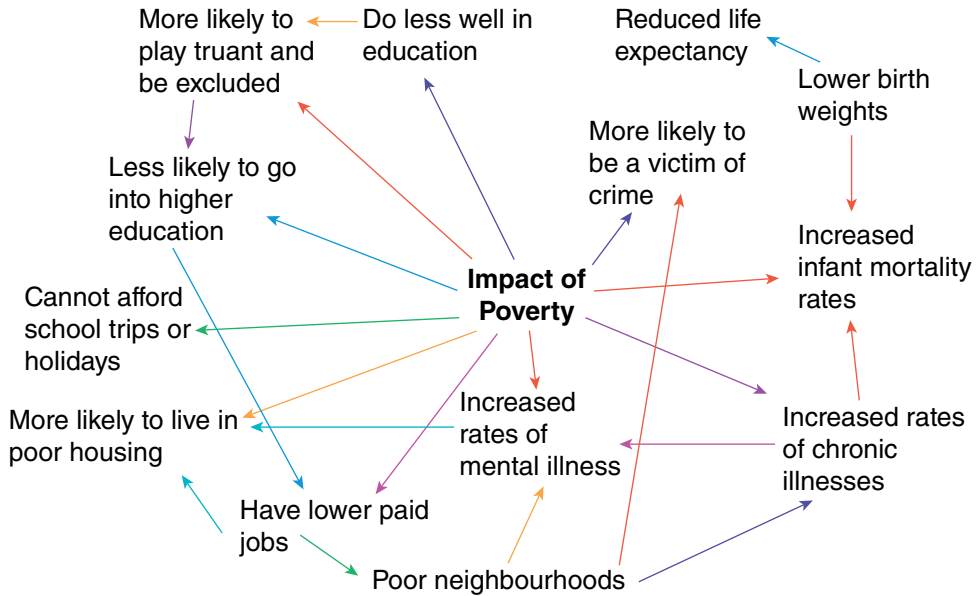 More likely to
play truant and
be excluded
Do less well in
education
Reduced life
expectancy
Lower birth
weights
More likely to
be a victim of
crime
Less likely to go
into higher
education
Increased
infant mortality
rates
Impact of
Poverty
Cannot afford
school trips or
holidays
More likely to live in
poor housing
Increased
rates of
mental illness
Increased rates
of chronic
illnesses
Have lower paid
jobs
Poor neighbourhoods